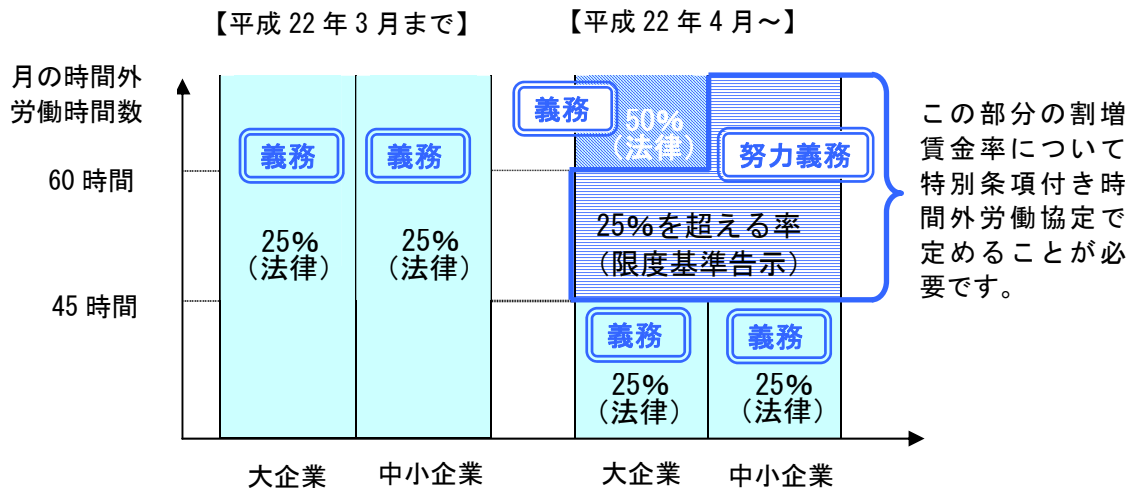 【平成 22 年 3 月まで】
【平成 22 年 4 月～】
月の時間外
労働時間数
60 時間
45 時間
義務
25%
（法律）
義務
25%
（法律）
義務
50%
（法律）
努力義務
25%を超える率
（限度基準告示）
義務
25%
（法律）
義務
25%
（法律）
大企業
中小企業
大企業
中小企業
この部分の割増
賃金率について
特別条項付き時
間外労働協定で
定めることが必
要です。